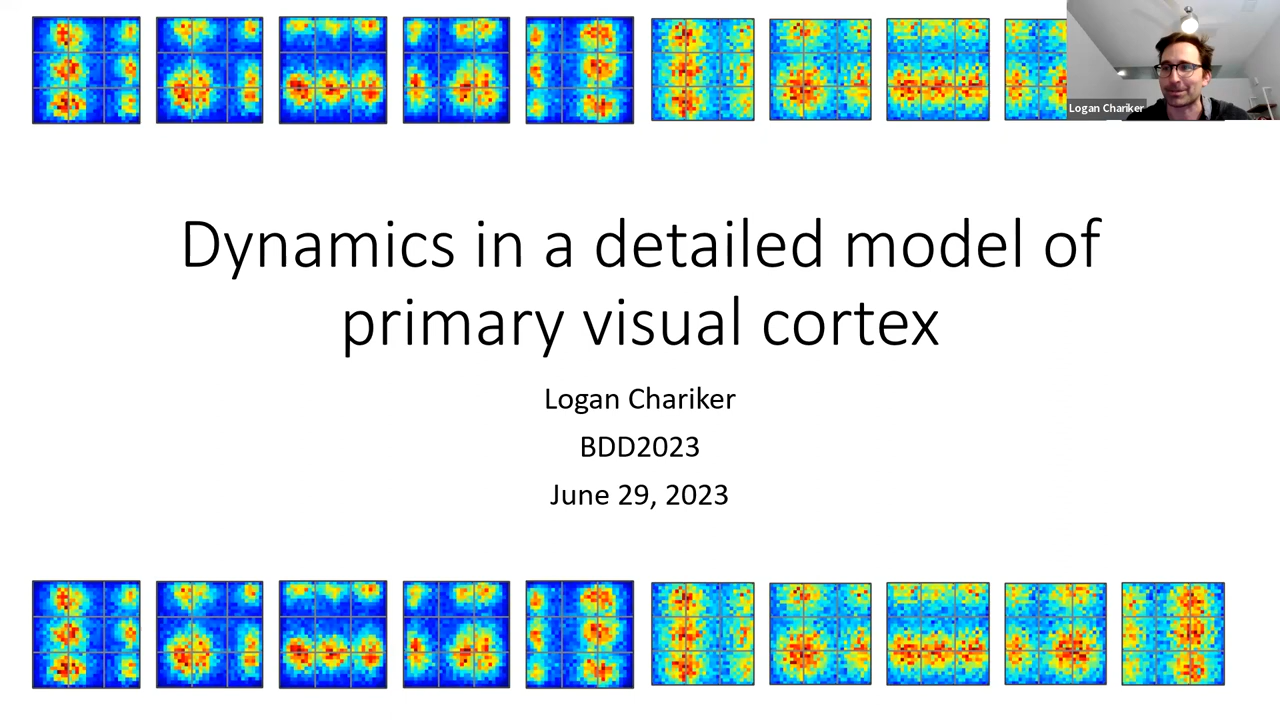 Logan Chariker
Dynamics in a detailed model of
primary visual cortex
Logan Chariker
BDD2023
June 29, 2023